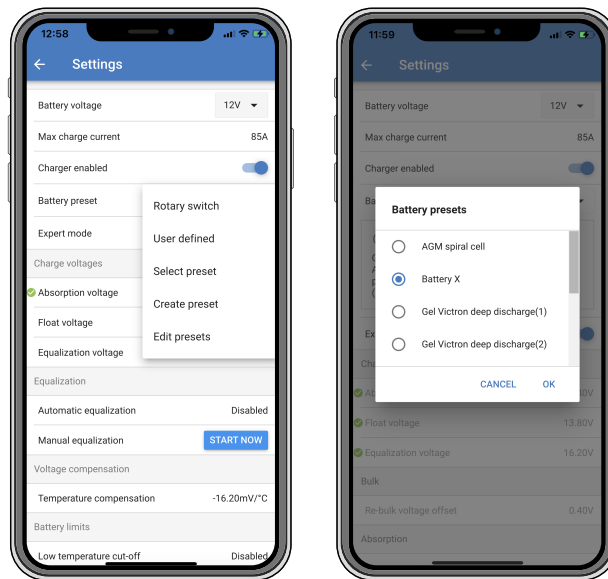 12:58
Settings
Battery voltage 12V
Max charge current 85A
Charger enabled
Battery preset
Expert mode
Rotary switch
User defined
Select preset
Create preset
Edit presets
Charge voltages
Absorption voltage
Float voltage
Equalization voltage
Equalization
Automatic equalization Disabled
Manual equalization START NOW
Voltage compensation
Temperature compensation -16.20mV/°C
Battery limits
Low temperature cut-off Disabled
11:59
Settings
Battery voltage 12V
Max charge current 85A
Charger enabled
Ba
Battery presets
AGM spiral cell
Battery X
Gel Victron deep discharge(1)
Gel Victron deep discharge(2)
CANCEL OK
Ex
Cha
Ab
Float voltage 13.80V
Equalization voltage 16.20V
Bulk
Re-bulk voltage offset 0.40V
Absorption